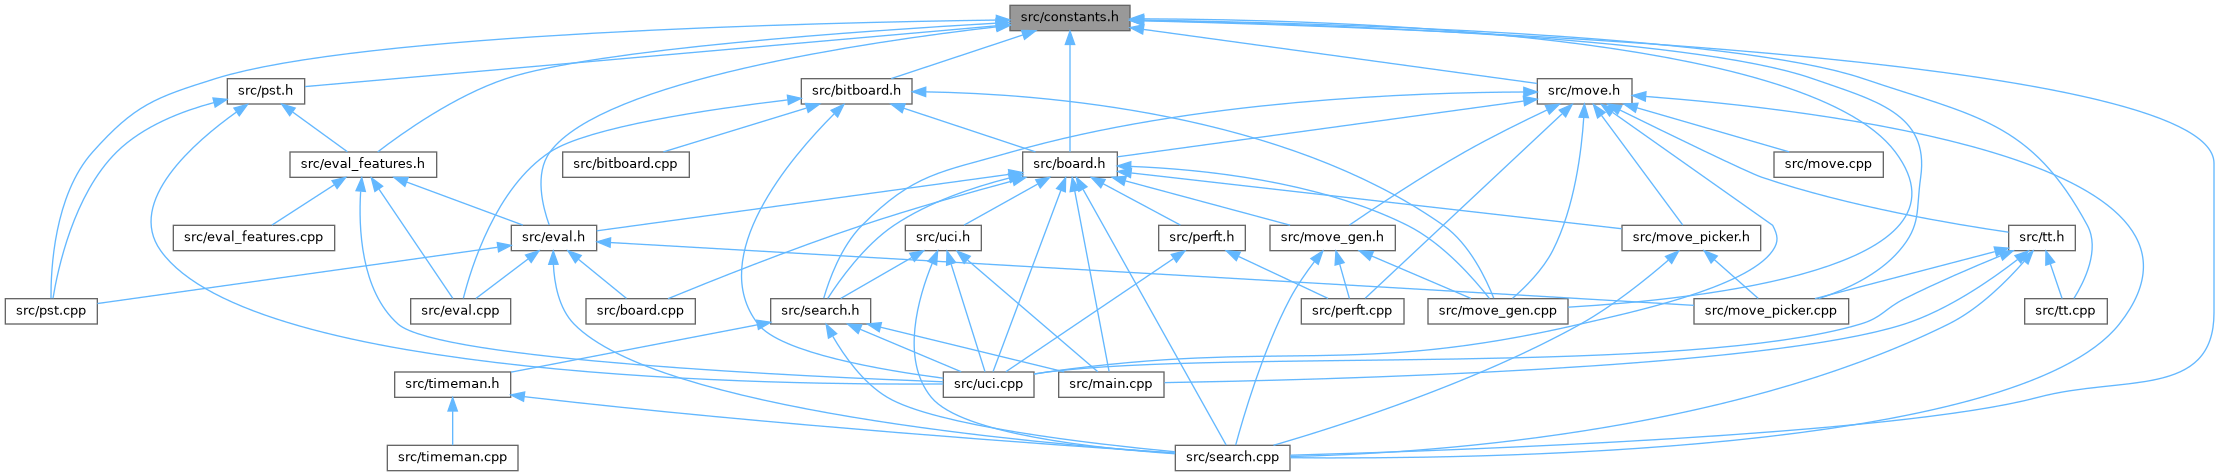 src/constants.h
src/pst.h
src/bitboard.h
src/move.h
src/eval_features.h
src/bitboard.cpp
src/board.h
src/move.cpp
src/eval_features.cpp
src/eval.h
src/uci.h
src/perft.h
src/move_gen.h
src/move_picker.h
src/tt.h
src/pst.cpp
src/eval.cpp
src/board.cpp
src/search.h
src/perft.cpp
src/move_gen.cpp
src/move_picker.cpp
src/tt.cpp
src/timeman.h
src/uci.cpp
src/main.cpp
src/timeman.cpp
src/search.cpp